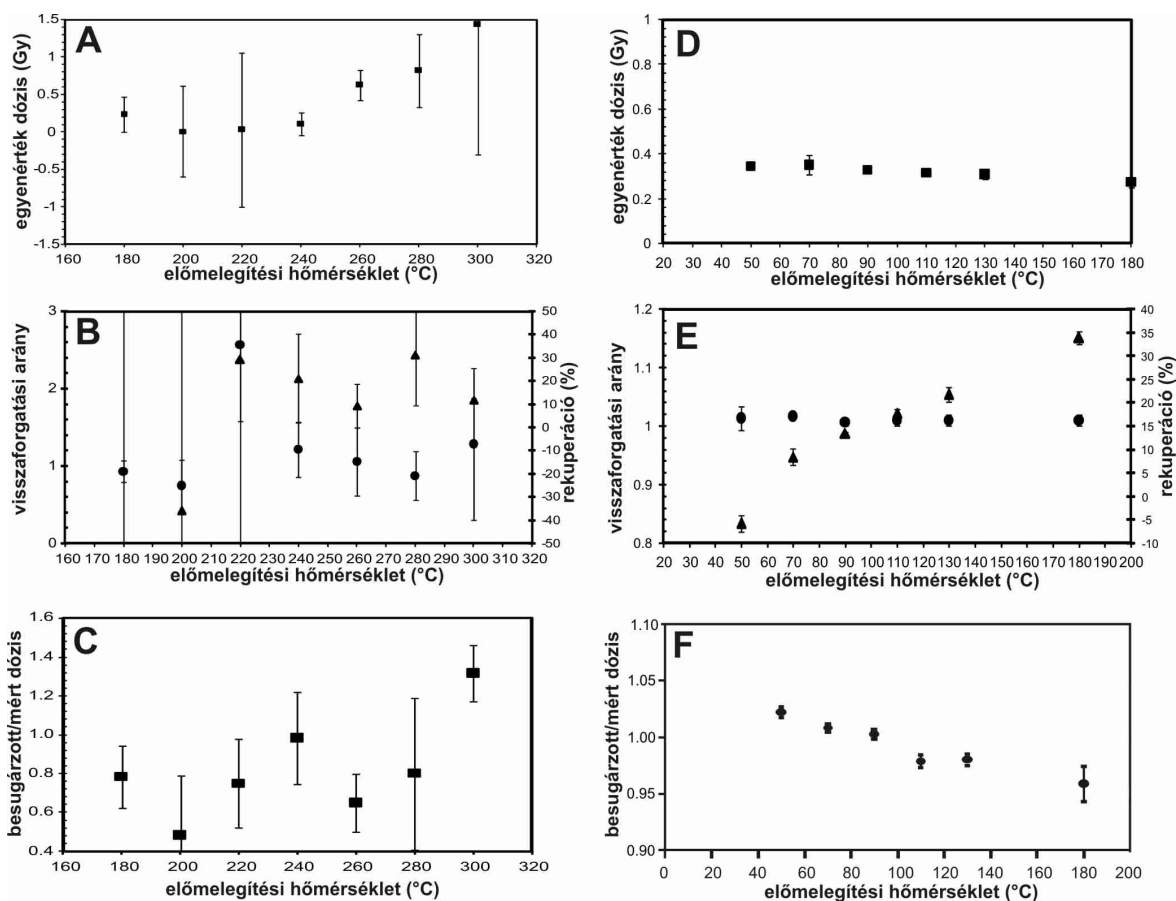 A
egyenérték dózis (Gy)
1.5
1
0.5
0
-0.5
-1
-1.5
160 180 200 220 240 260 280 300 320
előmelegítési hőmérséklet (°C)
D
egyenérték dózis (Gy)
1
0.8
0.6
0.4
0.2
0
20 30 40 50 60 70 80 90 100 110 120 130 140 150 160 170 180
előmelegítési hőmérséklet (°C)
B
visszaforgatási arány
3
2
1
0
50
40
30
20
10
0
-10
-20
-30
-40
-50
rekuperáció (%)
160 170 180 190 200 210 220 230 240 250 260 270 280 290 300 310 320
előmelegítési hőmérséklet (°C)
E
visszaforgatási arány
1.2
1.1
1
0.9
0.8
40
35
30
25
20
15
10
5
0
-5
-10
rekuperáció (%)
20 30 40 50 60 70 80 90 100 110 120 130 140 150 160 170 180 190 200
előmelegítési hőmérséklet (°C)
C
besugárzott/mért dózis
1.6
1.4
1.2
1.0
0.8
0.6
0.4
160 180 200 220 240 260 280 300 320
előmelegítési hőmérséklet (°C)
F
besugárzott/mért dózis
1.10
1.05
1.00
0.95
0.90
0 20 40 60 80 100 120 140 160 180 200
előmelegítési hőmérséklet (°C)